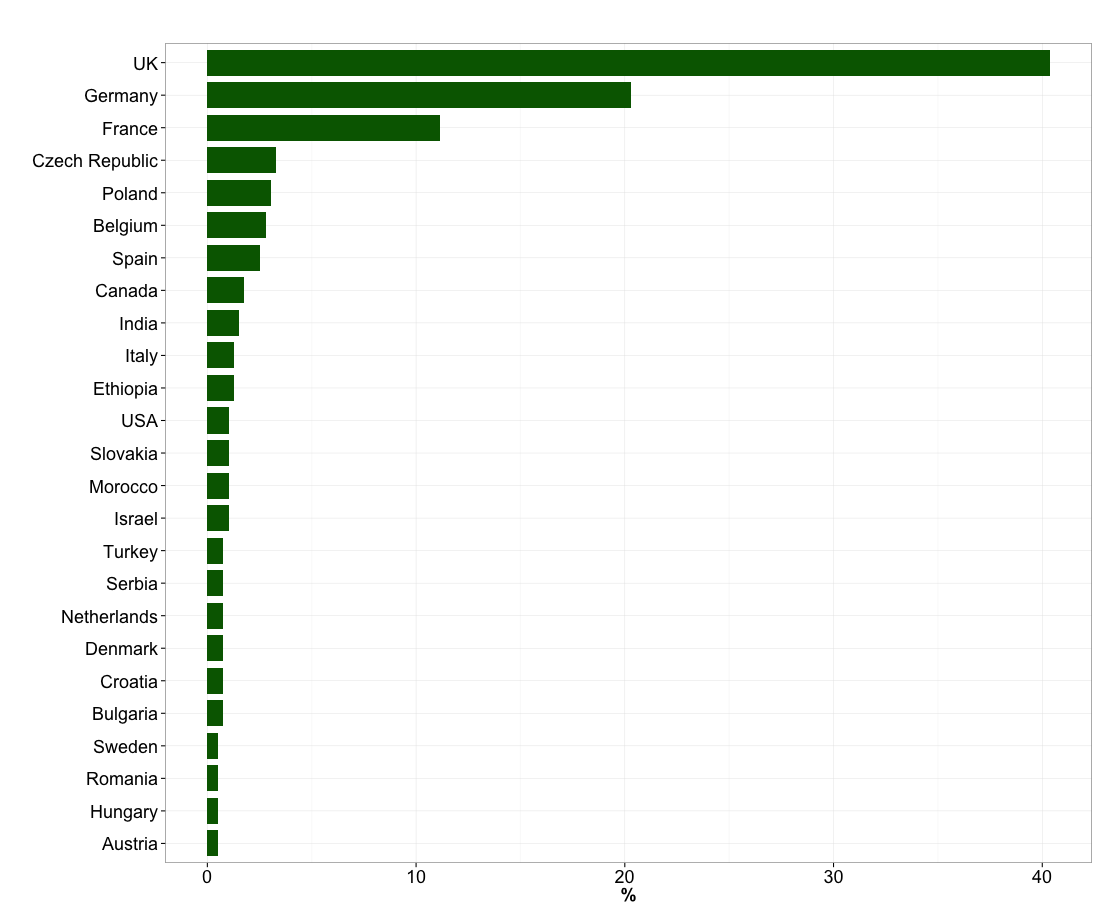 UK
Germany
France
Czech Republic
Poland
Belgium
Spain
Canada
India
Italy
Ethiopia
USA
Slovakia
Morocco
Israel
Turkey
Serbia
Netherlands
Denmark
Croatia
Bulgaria
Sweden
Romania
Hungary
Austria
0 10 20 30 40
%